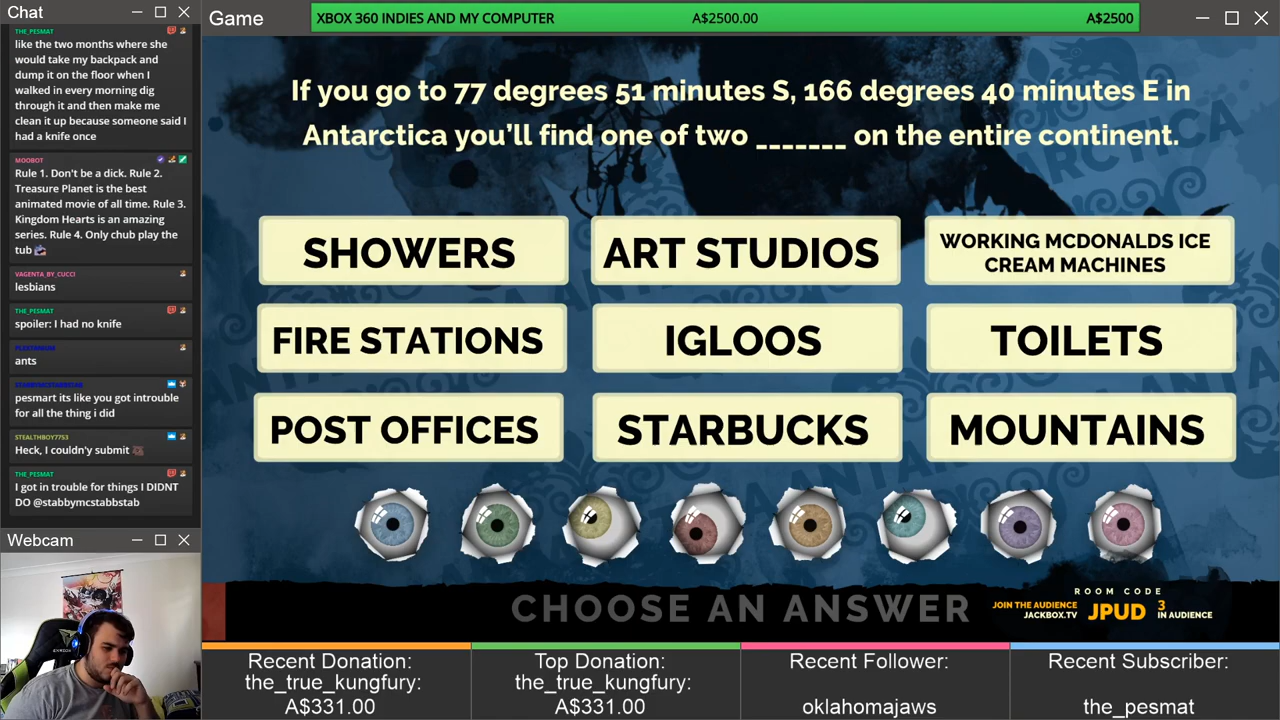 Chat
THE_PESMAT
like the two months where she
would take my backpack and
dump it on the floor when I
walked in every morning dig
through it and then make me
clean it up because someone said I
had a knife once
MOOBOT
Rule 1. Don't be a dick. Rule 2.
Treasure Planet is the best
animated movie of all time. Rule 3.
Kingdom Hearts is an amazing
series. Rule 4. Only chub play the
tub
VAGENTA_BY_CUCCI
lesbians
THE_PESMAT
spoiler: I had no knife
ants
STABBYMCSTABBSTAB
pesmart its like you got introuble
for all the thing i did
STEALTHBOY7753
Heck, I couldn'y submit
THE_PESMAT
I got in trouble for things I DIDNT
DO @stabbymcstabbstab
Webcam
Game
XBOX 360 INDIES AND MY COMPUTER
A$2500.00
A$2500
If you go to 77 degrees 51 minutes S, 166 degrees 40 minutes E in
Antarctica you'll find one of two _______ on the entire continent.
SHOWERS
ART STUDIOS
WORKING MCDONALDS ICE
CREAM MACHINES
FIRE STATIONS
IGLOOS
TOILETS
POST OFFICES
STARBUCKS
MOUNTAINS
CHOOSE AN ANSWER
JOIN THE AUDIENCE
JACKBOX.TV
ROOM CODE
JPUD
3
IN AUDIENCE
Recent Donation:
the_true_kungfury:
A$331.00
Top Donation:
the_true_kungfury:
A$331.00
Recent Follower:
oklahomajaws
Recent Subscriber:
the_pesmat